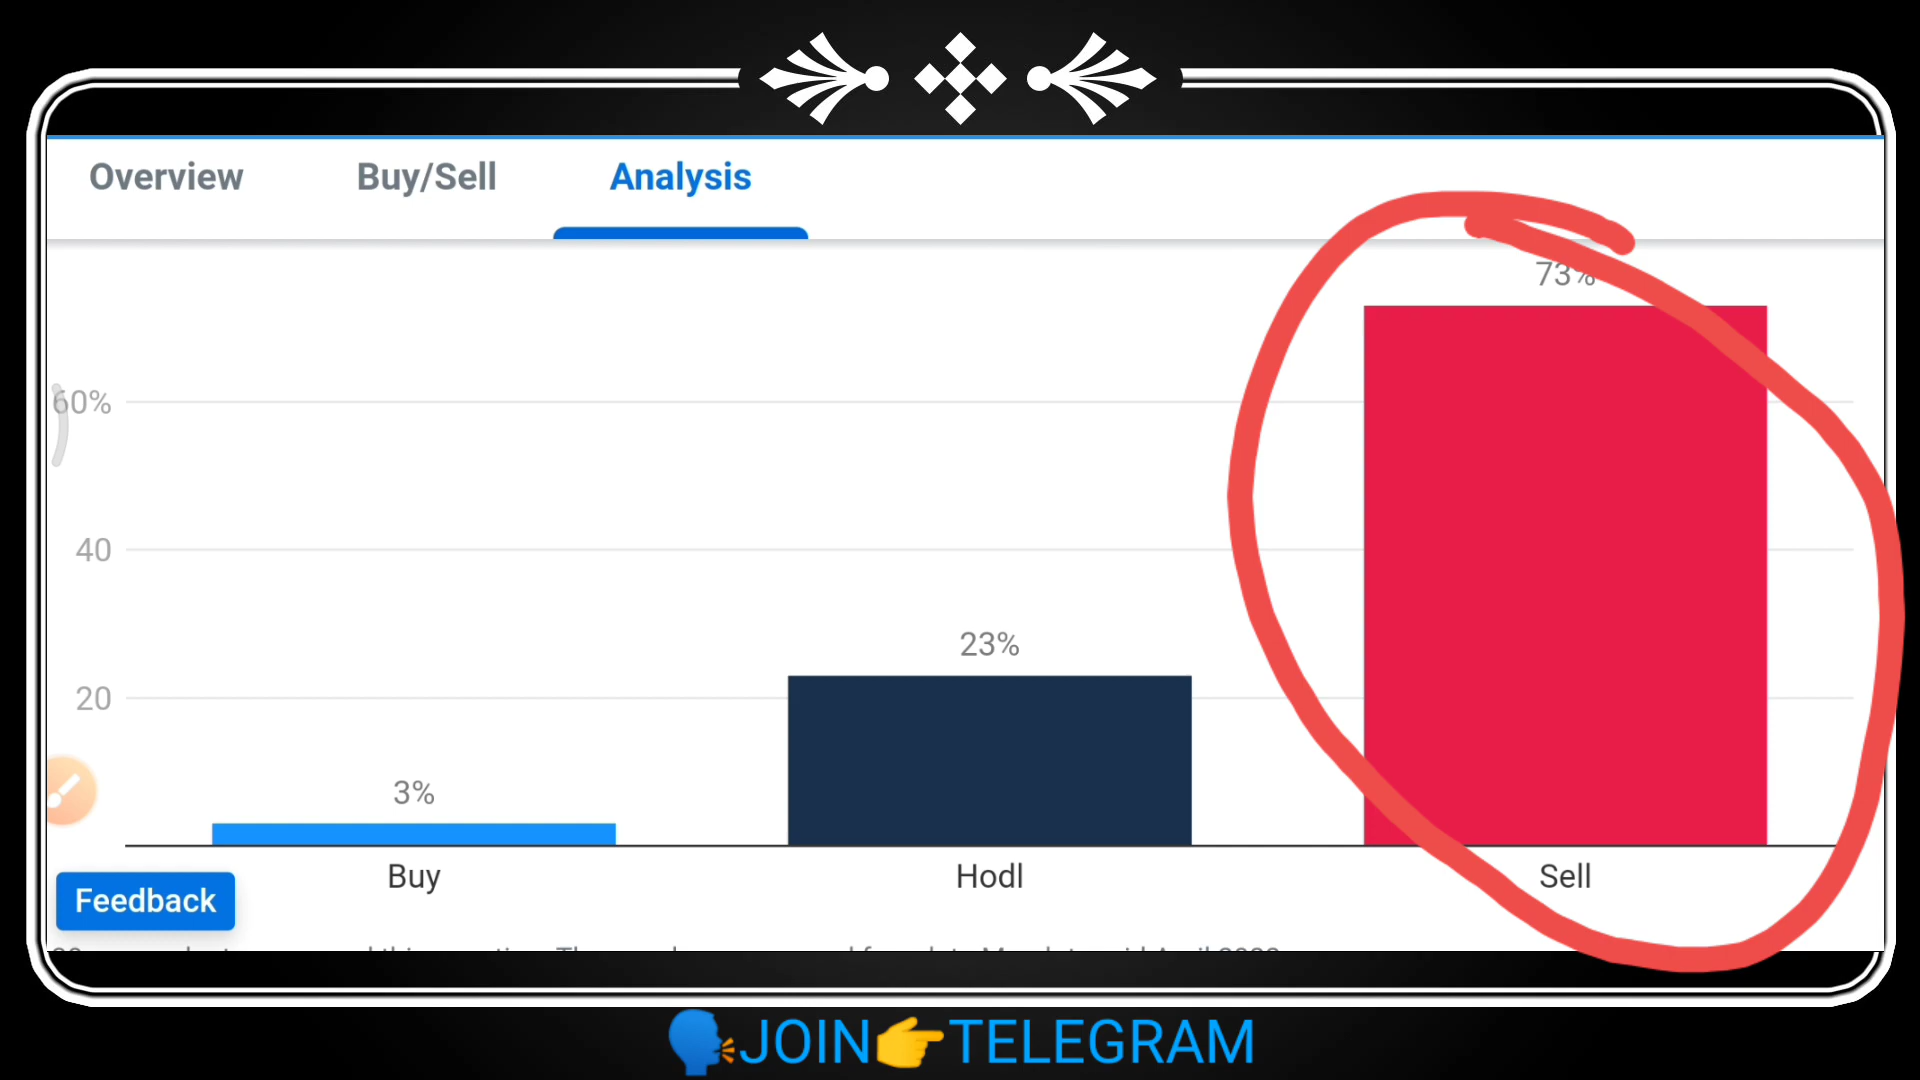 Overview Buy/Sell Analysis
73%
60%
40
23%
20
3%
Buy Hodl Sell
Feedback
JOIN TELEGRAM